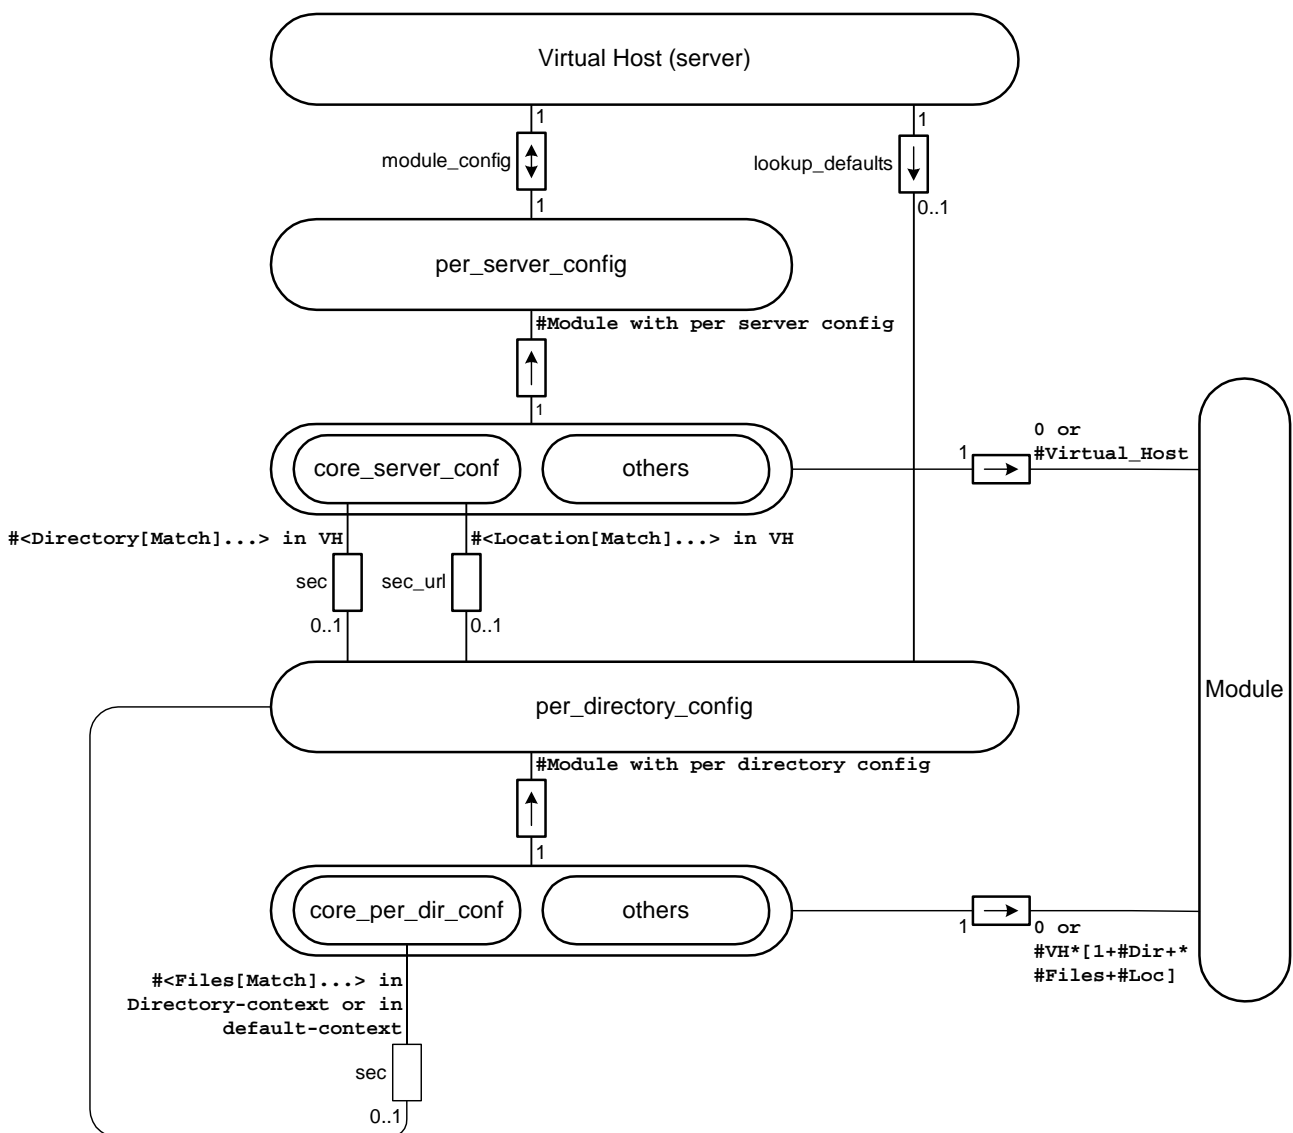 Virtual Host (server)
1
1
module_config
lookup_defaults
1
0..1
per_server_config
#Module with per server config
1
0 or
#Virtual_Host
1
core_server_conf
others
#<Directory[Match]...> in VH
#<Location[Match]...> in VH
sec
sec_url
0..1
0..1
Module
per_directory_config
#Module with per directory config
1
core_per_dir_conf
others
1
0 or
#VH*[1+#Dir+*
#Files+#Loc]
#<Files[Match]...> in
Directory-context or in
default-context
sec
0..1